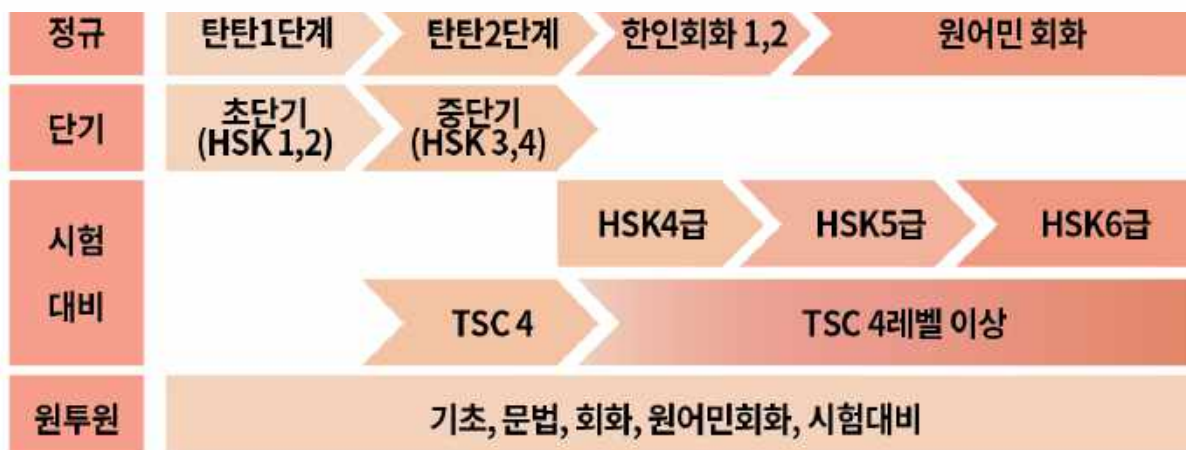 정규
탄탄1단계
탄탄2단계
한인회화 1,2
원어민 회화
단기
초단기
(HSK 1,2)
중단기
(HSK 3,4)
시험
대비
HSK4급
HSK5급
HSK6급
TSC 4
TSC 4레벨 이상
원투원
기초, 문법, 회화, 원어민회화, 시험대비